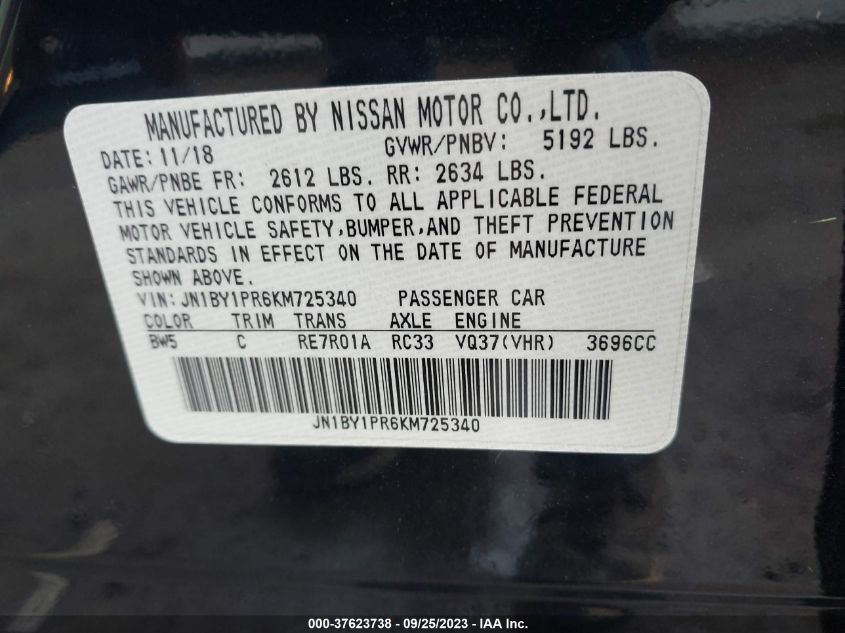 MANUFACTURED BY NISSAN MOTOR CO.,LTD.
DATE: 11/18 GVWR/PNBV: 5192 LBS.
GAWR/PNBE FR: 2612 LBS. RR: 2634 LBS.
THIS VEHICLE CONFORMS TO ALL APPLICABLE FEDERAL
MOTOR VEHICLE SAFETY,BUMPER,AND THEFT PREVENTION
STANDARDS IN EFFECT ON THE DATE OF MANUFACTURE
SHOWN ABOVE.
VIN: JN1BY1PR6KM725340 PASSENGER CAR
COLOR TRIM TRANS AXLE ENGINE
BW5 C RE7R01A RC33 VQ37(VHR) 3696CC
JN1BY1PR6KM725340
000-37623738 - 09/25/2023 - IAA, Inc.